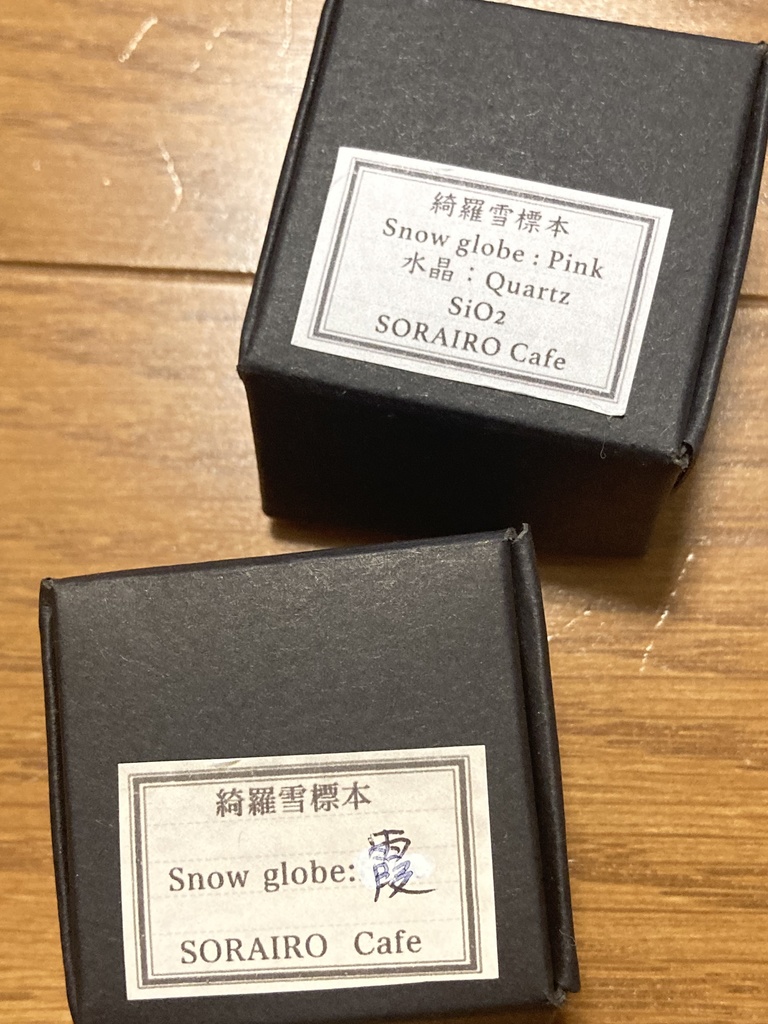 綺羅雪標本
Snow globe : Pink
水晶 : Quartz
SiO2
SORAIRO Cafe
綺羅雪標本
Snow globe: 霞
SORAIRO Cafe